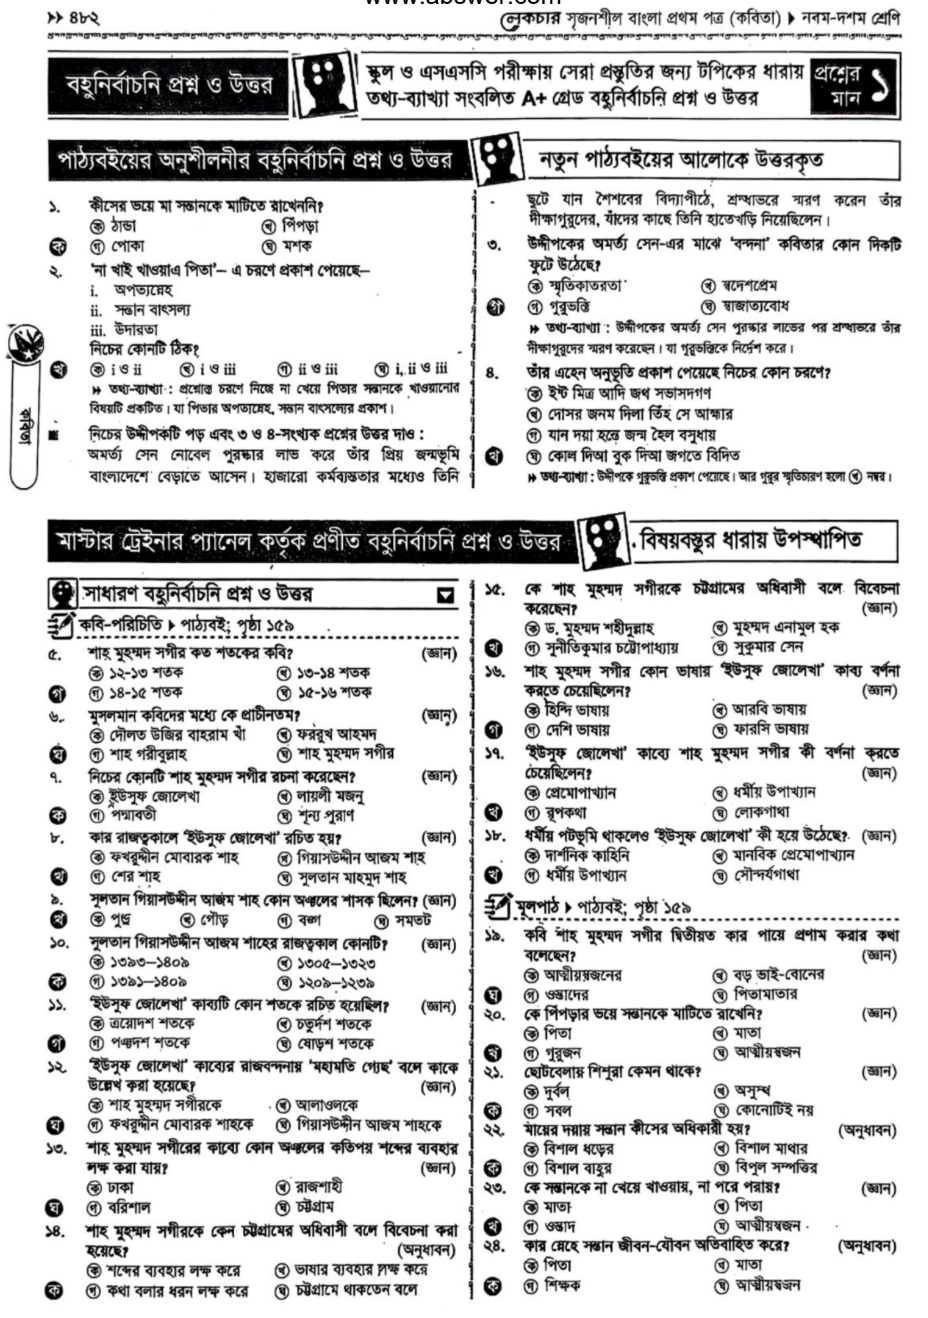 www.abswer.com
>> ৪৮২
লেকচার সৃজনশীল বাংলা প্রথম পত্র (কবিতা) ▶ নবম-দশম শ্রেণি
বহুনির্বাচনি প্রশ্ন ও উত্তর
স্কুল ও এসএসসি পরীক্ষায় সেরা প্রস্তুতির জন্য টপিকের ধারায়
তথ্য-ব্যাখ্যা সংবলিত A+ গ্রেড বহুনির্বাচনি প্রশ্ন ও উত্তর
প্রশ্নের
মান ১
পাঠ্যবইয়ের অনুশীলনীর বহুনির্বাচনি প্রশ্ন ও উত্তর
নতুন পাঠ্যবইয়ের আলোকে উত্তরকৃত
১. কীসের ভয়ে মা সন্তানকে মাটিতে রাখেননি?
ক ঠান্ডা খ পিঁপড়া
ক গ পোকা ঘ মশক
২. 'না খাই খাওয়াএ পিতা'– এ চরণে প্রকাশ পেয়েছে–
i. অপত্যস্নেহ
ii. সন্তান বাৎসল্য
iii. উদারতা
নিচের কোনটি ঠিক?
খ ক i ও ii খ i ও iii গ ii ও iii ঘ i, ii ও iii
» তথ্য-ব্যাখ্যা : প্রশ্নোক্ত চরণে নিজে না খেয়ে পিতার সন্তানকে খাওয়ানোর
বিষয়টি প্রকটিত। যা পিতার অপত্যস্নেহ, সন্তান বাৎসল্যের প্রকাশ।
■ নিচের উদ্দীপকটি পড় এবং ৩ ও ৪-সংখ্যক প্রশ্নের উত্তর দাও :
অমর্ত্য সেন নোবেল পুরস্কার লাভ করে তাঁর প্রিয় জন্মভূমি
বাংলাদেশে বেড়াতে আসেন। হাজারো কর্মব্যস্ততার মধ্যেও তিনি
কবিতা
ছুটে যান শৈশবের বিদ্যাপীঠে, শ্রদ্ধাভরে স্মরণ করেন তাঁর
দীক্ষাগুরুদের, যাঁদের কাছে তিনি হাতেখড়ি নিয়েছিলেন।
৩. উদ্দীপকের অমর্ত্য সেন-এর মাঝে 'বন্দনা' কবিতার কোন দিকটি
ফুটে উঠেছে?
ক স্মৃতিকাতরতা খ স্বদেশপ্রেম
গ গ গুরুভক্তি ঘ স্বাজাত্যবোধ
» তথ্য-ব্যাখ্যা : উদ্দীপকের অমর্ত্য সেন পুরস্কার লাভের পর শ্রদ্ধাভরে তাঁর
দীক্ষাগুরুদের স্মরণ করেছেন। যা গুরুভক্তিকে নির্দেশ করে।
৪. তাঁর এহেন অনুভূতি প্রকাশ পেয়েছে নিচের কোন চরণে?
ক ইষ্ট মিত্র আদি জথ সভাসদগণ
খ দোসর জনম দিলা তিঁহ সে আহ্মার
গ যান দয়া হন্তে জন্ম হৈল বসুধায়
খ ঘ কোল দিআ বুক দিআ জগতে বিদিত
» তথ্য-ব্যাখ্যা : উদ্দীপকে গুরুভক্তি প্রকাশ পেয়েছে। আর গুরুর স্মৃতিচারণ হলো খ নম্বর।
মাস্টার ট্রেইনার প্যানেল কর্তৃক প্রণীত বহুনির্বাচনি প্রশ্ন ও উত্তর
বিষয়বস্তুর ধারায় উপস্থাপিত
সাধারণ বহুনির্বাচনি প্রশ্ন ও উত্তর
কবি-পরিচিতি ▶ পাঠ্যবই; পৃষ্ঠা ১৫৯
৫. শাহ মুহম্মদ সগীর কত শতকের কবি? (জ্ঞান)
ক ১২-১৩ শতক খ ১৩-১৪ শতক
গ গ ১৪-১৫ শতক ঘ ১৫-১৬ শতক
৬. মুসলমান কবিদের মধ্যে কে প্রাচীনতম? (জ্ঞান)
ক দৌলত উজির বাহরাম খাঁ খ ফররুখ আহমদ
ঘ গ শাহ গরীবুল্লাহ ঘ শাহ মুহম্মদ সগীর
৭. নিচের কোনটি শাহ মুহম্মদ সগীর রচনা করেছেন? (জ্ঞান)
ক ইউসুফ জোলেখা খ লায়লী মজনু
ক গ পদ্মাবতী ঘ শূন্য পুরাণ
৮. কার রাজত্বকালে 'ইউসুফ জোলেখা' রচিত হয়? (জ্ঞান)
ক ফখরুদ্দীন মোবারক শাহ খ গিয়াসউদ্দীন আজম শাহ
খ গ শের শাহ ঘ সুলতান মাহমুদ শাহ
৯. সুলতান গিয়াসউদ্দীন আজম শাহ কোন অঞ্চলের শাসক ছিলেন? (জ্ঞান)
খ ক পুণ্ড্র খ গৌড় গ বঙ্গ ঘ সমতট
১০. সুলতান গিয়াসউদ্দীন আজম শাহের রাজত্বকাল কোনটি? (জ্ঞান)
ক ১৩৯৩–১৪০৯ খ ১৩০৫–১৩২৩
ক গ ১৩৯১–১৪০৯ ঘ ১২০৯–১২৩৯
১১. 'ইউসুফ জোলেখা' কাব্যটি কোন শতকে রচিত হয়েছিল? (জ্ঞান)
ক ত্রয়োদশ শতকে খ চতুর্দশ শতকে
গ গ পঞ্চদশ শতকে ঘ ষোড়শ শতকে
১২. 'ইউসুফ জোলেখা' কাব্যের রাজবন্দনায় 'মহামতি গ্যেছ' বলে কাকে
উল্লেখ করা হয়েছে? (জ্ঞান)
ক শাহ মুহম্মদ সগীরকে খ আলাওলকে
ঘ গ ফখরুদ্দীন মোবারক শাহকে ঘ গিয়াসউদ্দীন আজম শাহকে
১৩. শাহ মুহম্মদ সগীরের কাব্যে কোন অঞ্চলের কতিপয় শব্দের ব্যবহার
লক্ষ করা যায়? (জ্ঞান)
ক ঢাকা খ রাজশাহী
ঘ গ বরিশাল ঘ চট্টগ্রাম
১৪. শাহ মুহম্মদ সগীরকে কেন চট্টগ্রামের অধিবাসী বলে বিবেচনা করা
হয়েছে? (অনুধাবন)
ক শব্দের ব্যবহার লক্ষ করে খ ভাষার ব্যবহার লক্ষ করে
ক গ কথা বলার ধরন লক্ষ করে ঘ চট্টগ্রামে থাকতেন বলে
১৫. কে শাহ মুহম্মদ সগীরকে চট্টগ্রামের অধিবাসী বলে বিবেচনা
করেছেন? (জ্ঞান)
ক ড. মুহম্মদ শহীদুল্লাহ খ মুহম্মদ এনামুল হক
খ গ সুনীতিকুমার চট্টোপাধ্যায় ঘ সুকুমার সেন
১৬. শাহ মুহম্মদ সগীর কোন ভাষায় 'ইউসুফ জোলেখা' কাব্য বর্ণনা
করতে চেয়েছিলেন? (জ্ঞান)
ক হিন্দি ভাষায় খ আরবি ভাষায়
গ গ দেশি ভাষায় ঘ ফারসি ভাষায়
১৭. 'ইউসুফ জোলেখা' কাব্যে শাহ মুহম্মদ সগীর কী বর্ণনা করতে
চেয়েছিলেন? (জ্ঞান)
ক প্রেমোপাখ্যান খ ধর্মীয় উপাখ্যান
খ গ রূপকথা ঘ লোকগাথা
১৮. ধর্মীয় পটভূমি থাকলেও 'ইউসুফ জোলেখা' কী হয়ে উঠেছে? (জ্ঞান)
ক দার্শনিক কাহিনি খ মানবিক প্রেমোপাখ্যান
খ গ ধর্মীয় উপাখ্যান ঘ সৌন্দর্যগাথা
মূলপাঠ ▶ পাঠ্যবই; পৃষ্ঠা ১৫৯
১৯. কবি শাহ মুহম্মদ সগীর দ্বিতীয়ত কার পায়ে প্রণাম করার কথা
বলেছেন? (জ্ঞান)
ক আত্মীয়স্বজনের খ বড় ভাই-বোনের
ঘ গ ওস্তাদের ঘ পিতামাতার
২০. কে পিঁপড়ার ভয়ে সন্তানকে মাটিতে রাখেনি? (জ্ঞান)
ক পিতা খ মাতা
খ গ গুরুজন ঘ আত্মীয়স্বজন
২১. ছোটবেলায় শিশুরা কেমন থাকে? (জ্ঞান)
ক দুর্বল খ অসুস্থ
ক গ সবল ঘ কোনোটিই নয়
২২. মায়ের দয়ায় সন্তান কীসের অধিকারী হয়? (অনুধাবন)
ক বিশাল ধড়ের খ বিশাল মাথার
ক গ বিশাল বাহুর ঘ বিপুল সম্পত্তির
২৩. কে সন্তানকে না খেয়ে খাওয়ায়, না পরে পরায়? (জ্ঞান)
ক মাতা খ পিতা
খ গ ওস্তাদ ঘ আত্মীয়স্বজন
২৪. কার স্নেহে সন্তান জীবন-যৌবন অতিবাহিত করে? (অনুধাবন)
ক পিতা খ মাতা
ক গ শিক্ষক ঘ আত্মীয়স্বজন